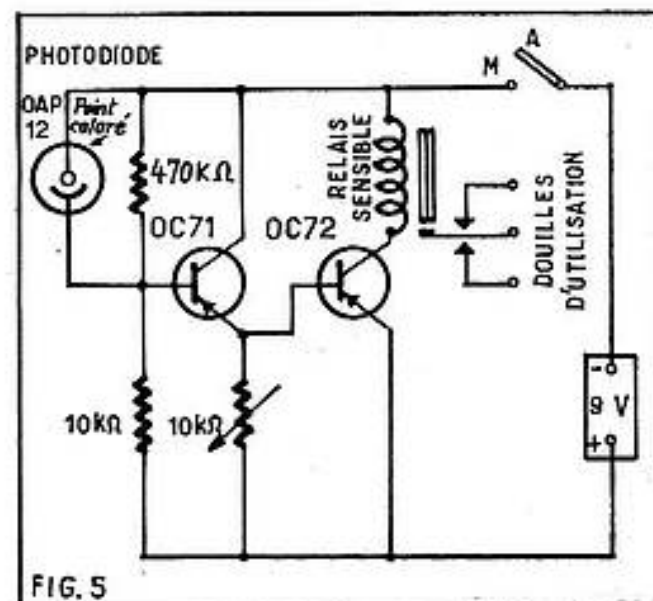 PHOTODIODE
OAP
12
Point
coloré
470KΩ
OC71
OC72
RELAIS
SENSIBLE
M
A
DOUILLES
D'UTILISATION
10kΩ
10kΩ
-
9 V
+
FIG. 5